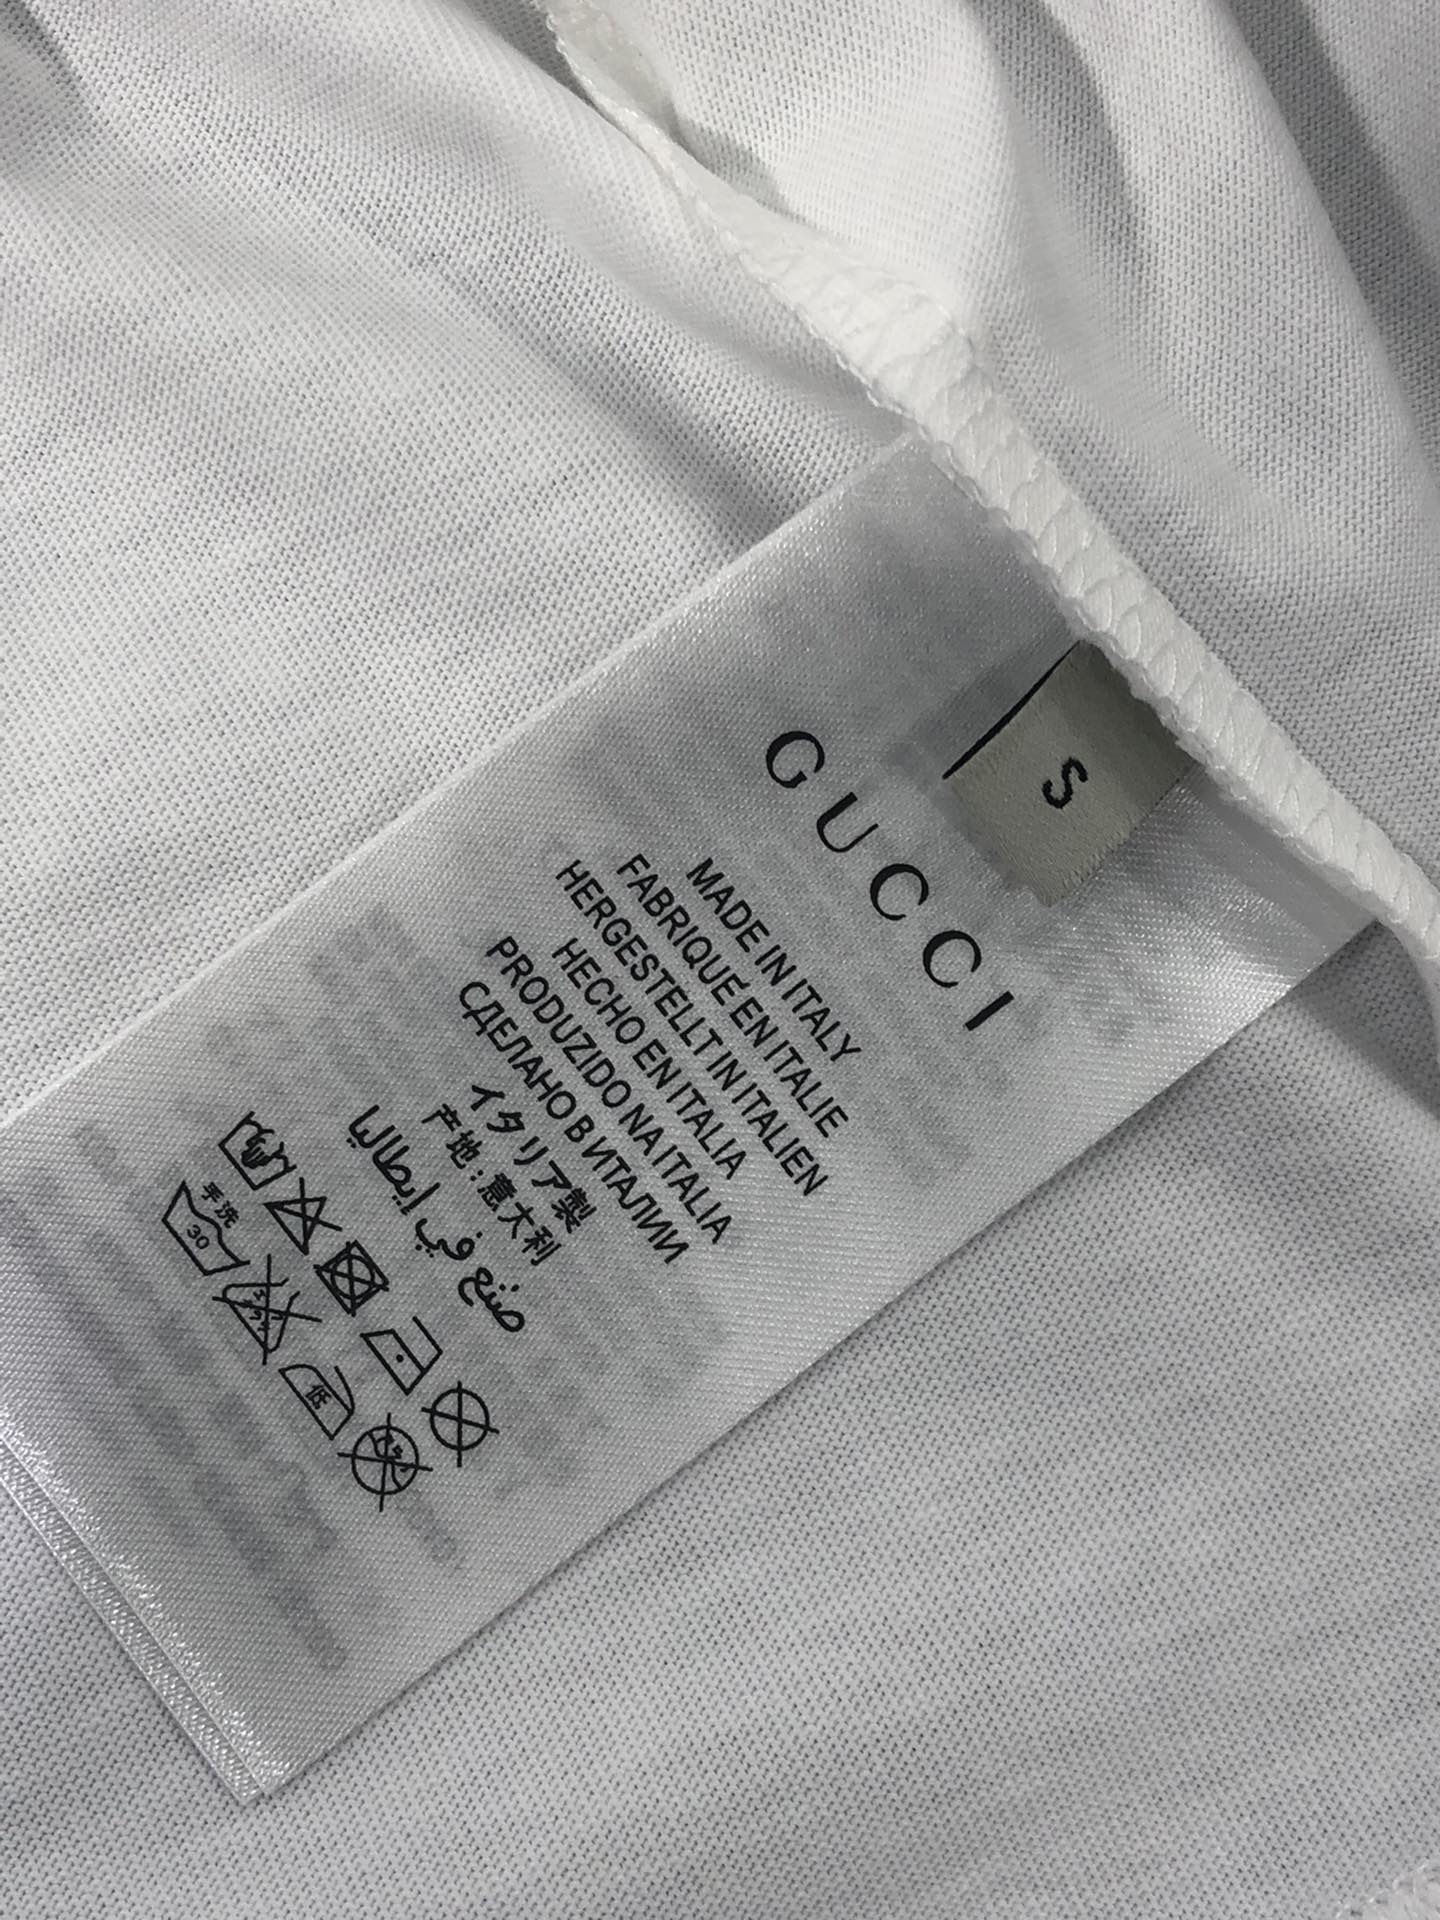 S
GUCCI
MADE IN ITALY
FABRIQUÉ EN ITALIE
HERGESTELLT IN ITALIEN
HECHO EN ITALIA
PRODUZIDO NA ITALIA
СДЕЛАНО В ИТАЛИИ
イタリア製
产地:意大利
صنع في إيطاليا
手洗
30
低